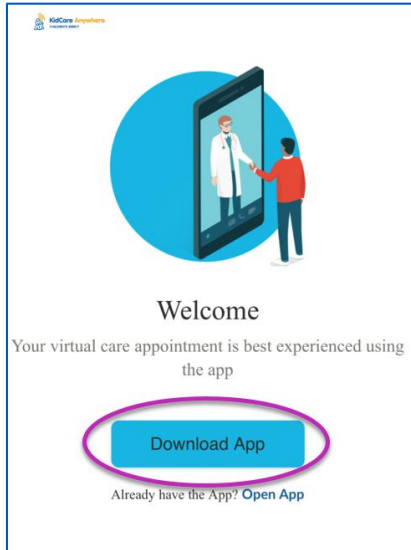 KidCare Anywhere
Welcome
Your virtual care appointment is best experienced using
the app
Download App
Already have the App? Open App